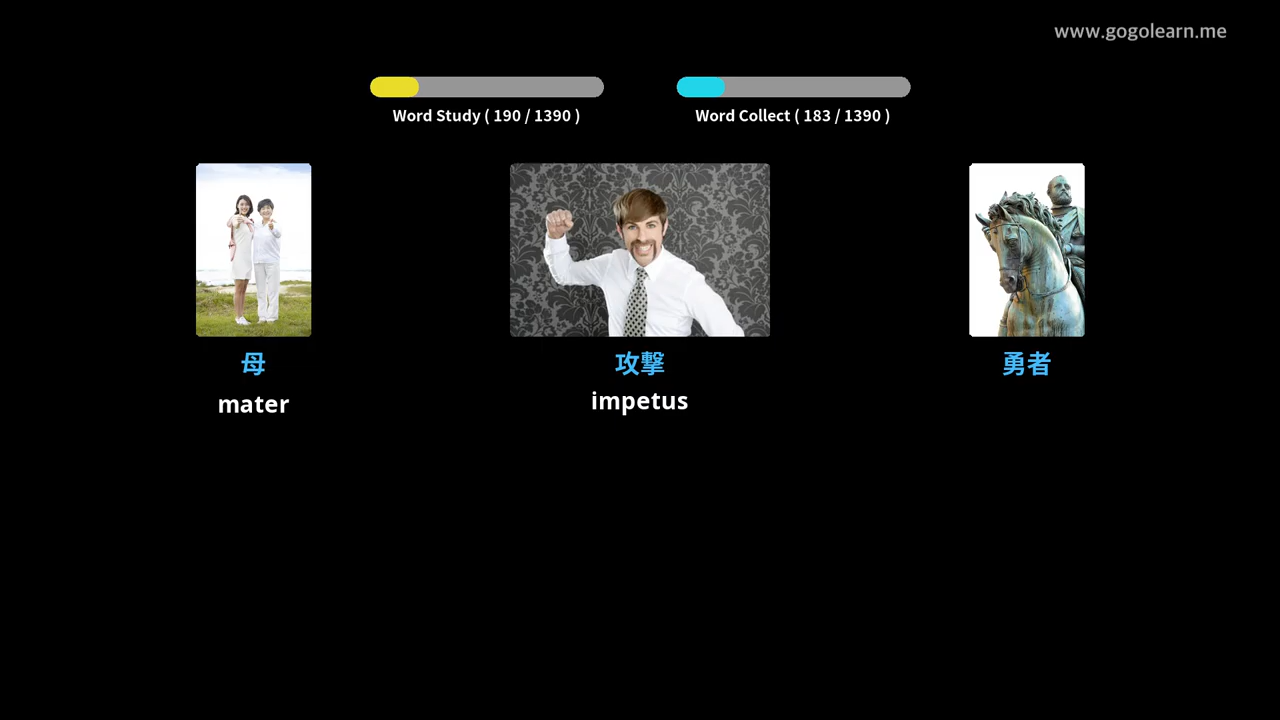 www.gogolearn.me
Word Study ( 190 / 1390 )
Word Collect ( 183 / 1390 )
母
攻撃
勇者
mater
impetus